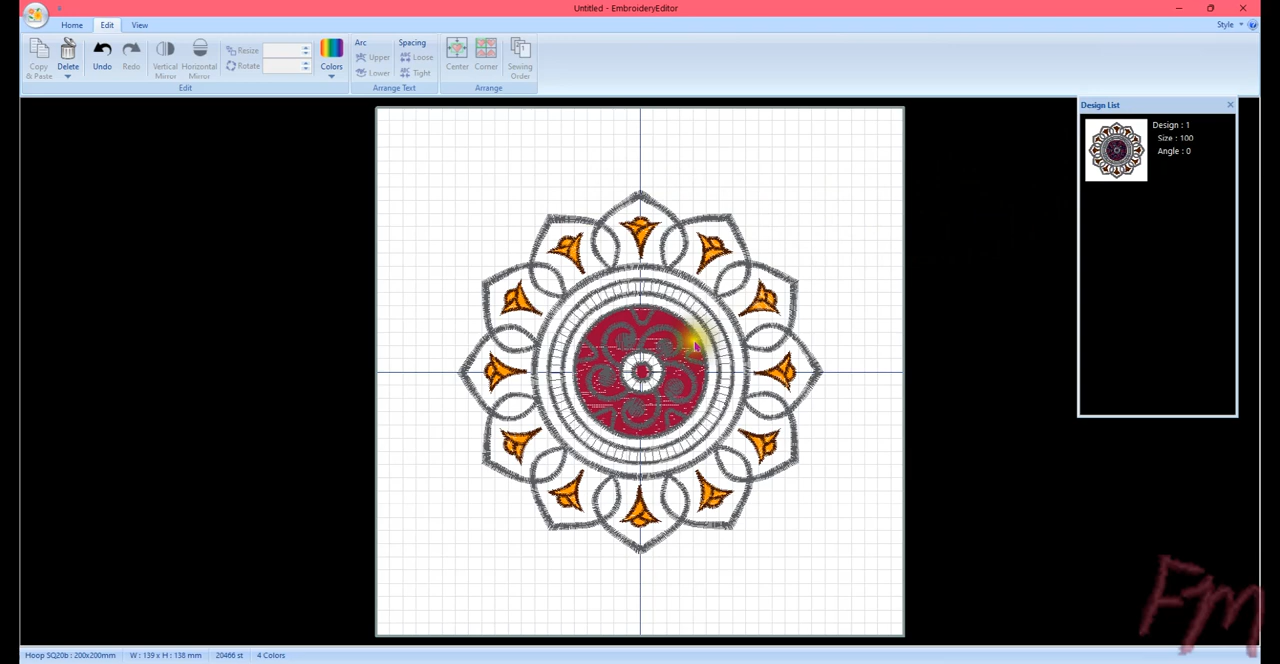 Untitled - EmbroideryEditor
Home Edit View Style
Copy & Paste
Delete
Undo
Redo
Vertical Mirror
Horizontal Mirror
Resize
Rotate
Colors
Edit
Arc
Upper
Lower
Spacing
Loose
Tight
Arrange Text
Center
Corner
Sewing Order
Arrange
Design List
Design : 1
Size : 100
Angle : 0
Hoop SQ20b : 200x200mm W : 139 x H : 138 mm 20466 st 4 Colors
FM